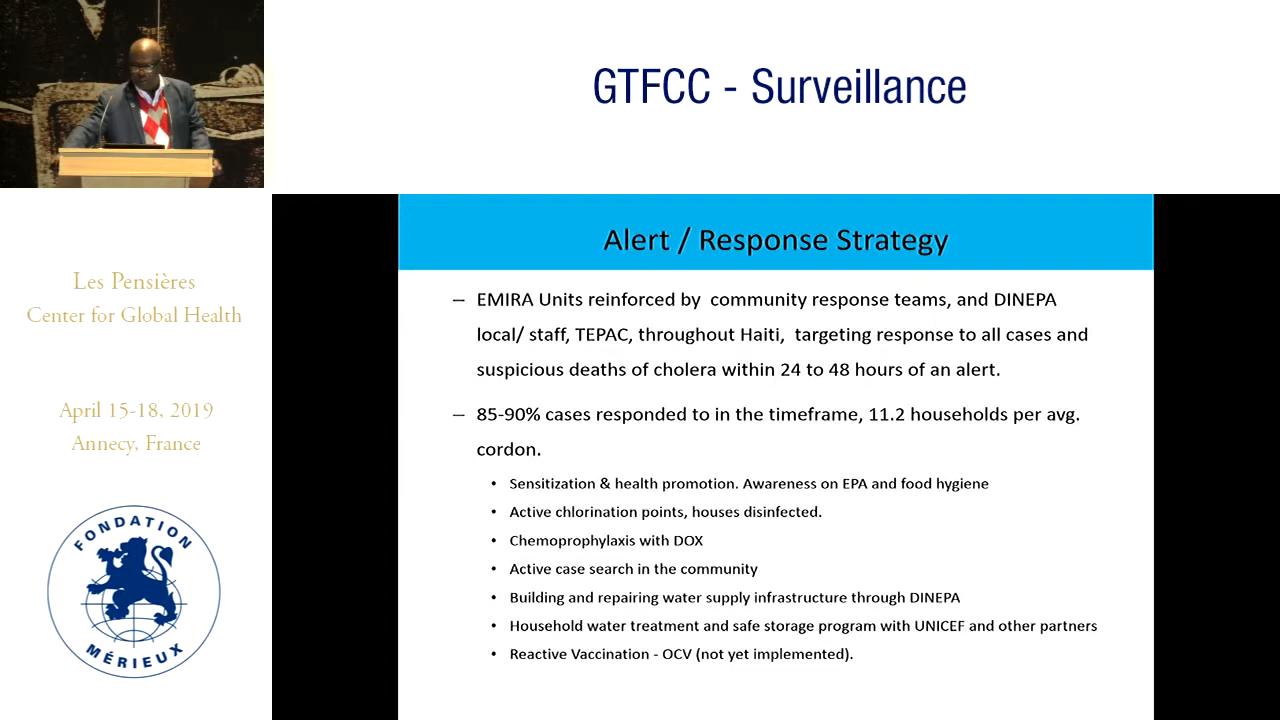 GTFCC - Surveillance
Les Pensières
Center for Global Health
April 15-18, 2019
Annecy, France
FONDATION
MÉRIEUX
Alert / Response Strategy
– EMIRA Units reinforced by community response teams, and DINEPA
local/ staff, TEPAC, throughout Haiti, targeting response to all cases and
suspicious deaths of cholera within 24 to 48 hours of an alert.
– 85-90% cases responded to in the timeframe, 11.2 households per avg.
cordon.
• Sensitization & health promotion. Awareness on EPA and food hygiene
• Active chlorination points, houses disinfected.
• Chemoprophylaxis with DOX
• Active case search in the community
• Building and repairing water supply infrastructure through DINEPA
• Household water treatment and safe storage program with UNICEF and other partners
• Reactive Vaccination - OCV (not yet implemented).